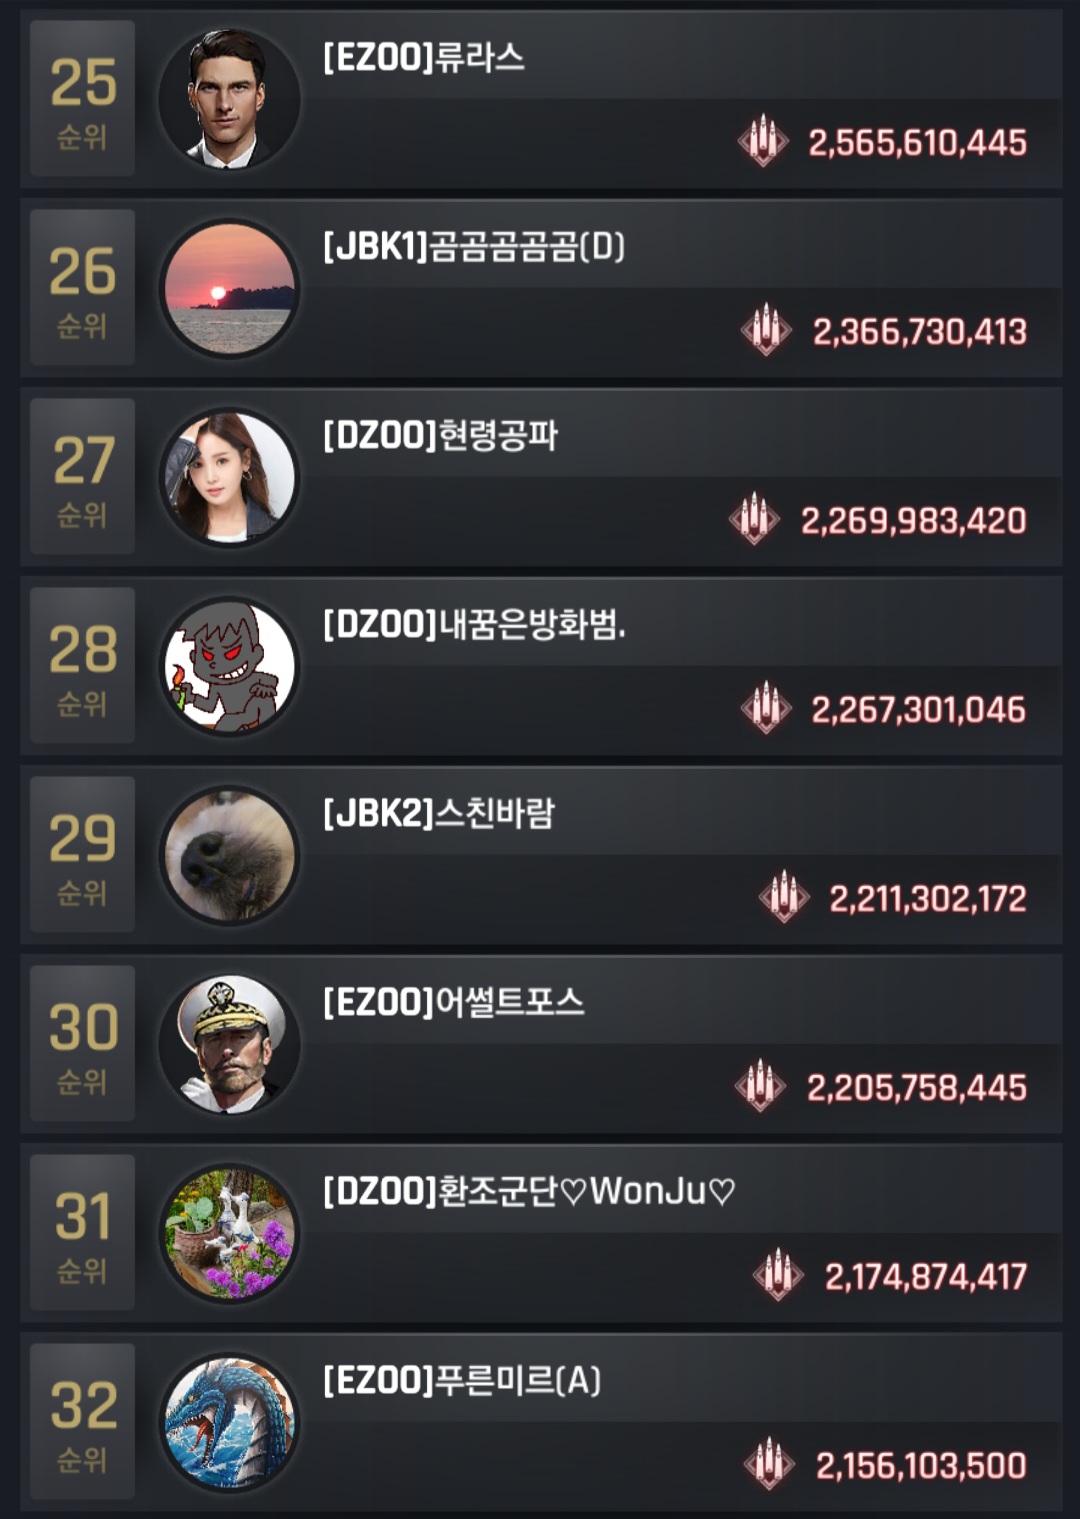 25
순위
[EZOO]류라스
2,565,610,445
26
순위
[JBK1]곰곰곰곰곰(D)
2,366,730,413
27
순위
[DZOO]현령공파
2,269,983,420
28
순위
[DZOO]내꿈은방화범.
2,267,301,046
29
순위
[JBK2]스친바람
2,211,302,172
30
순위
[EZOO]어썰트포스
2,205,758,445
31
순위
[DZOO]환조군단♡WonJu♡
2,174,874,417
32
순위
[EZOO]푸른미르(A)
2,156,103,500